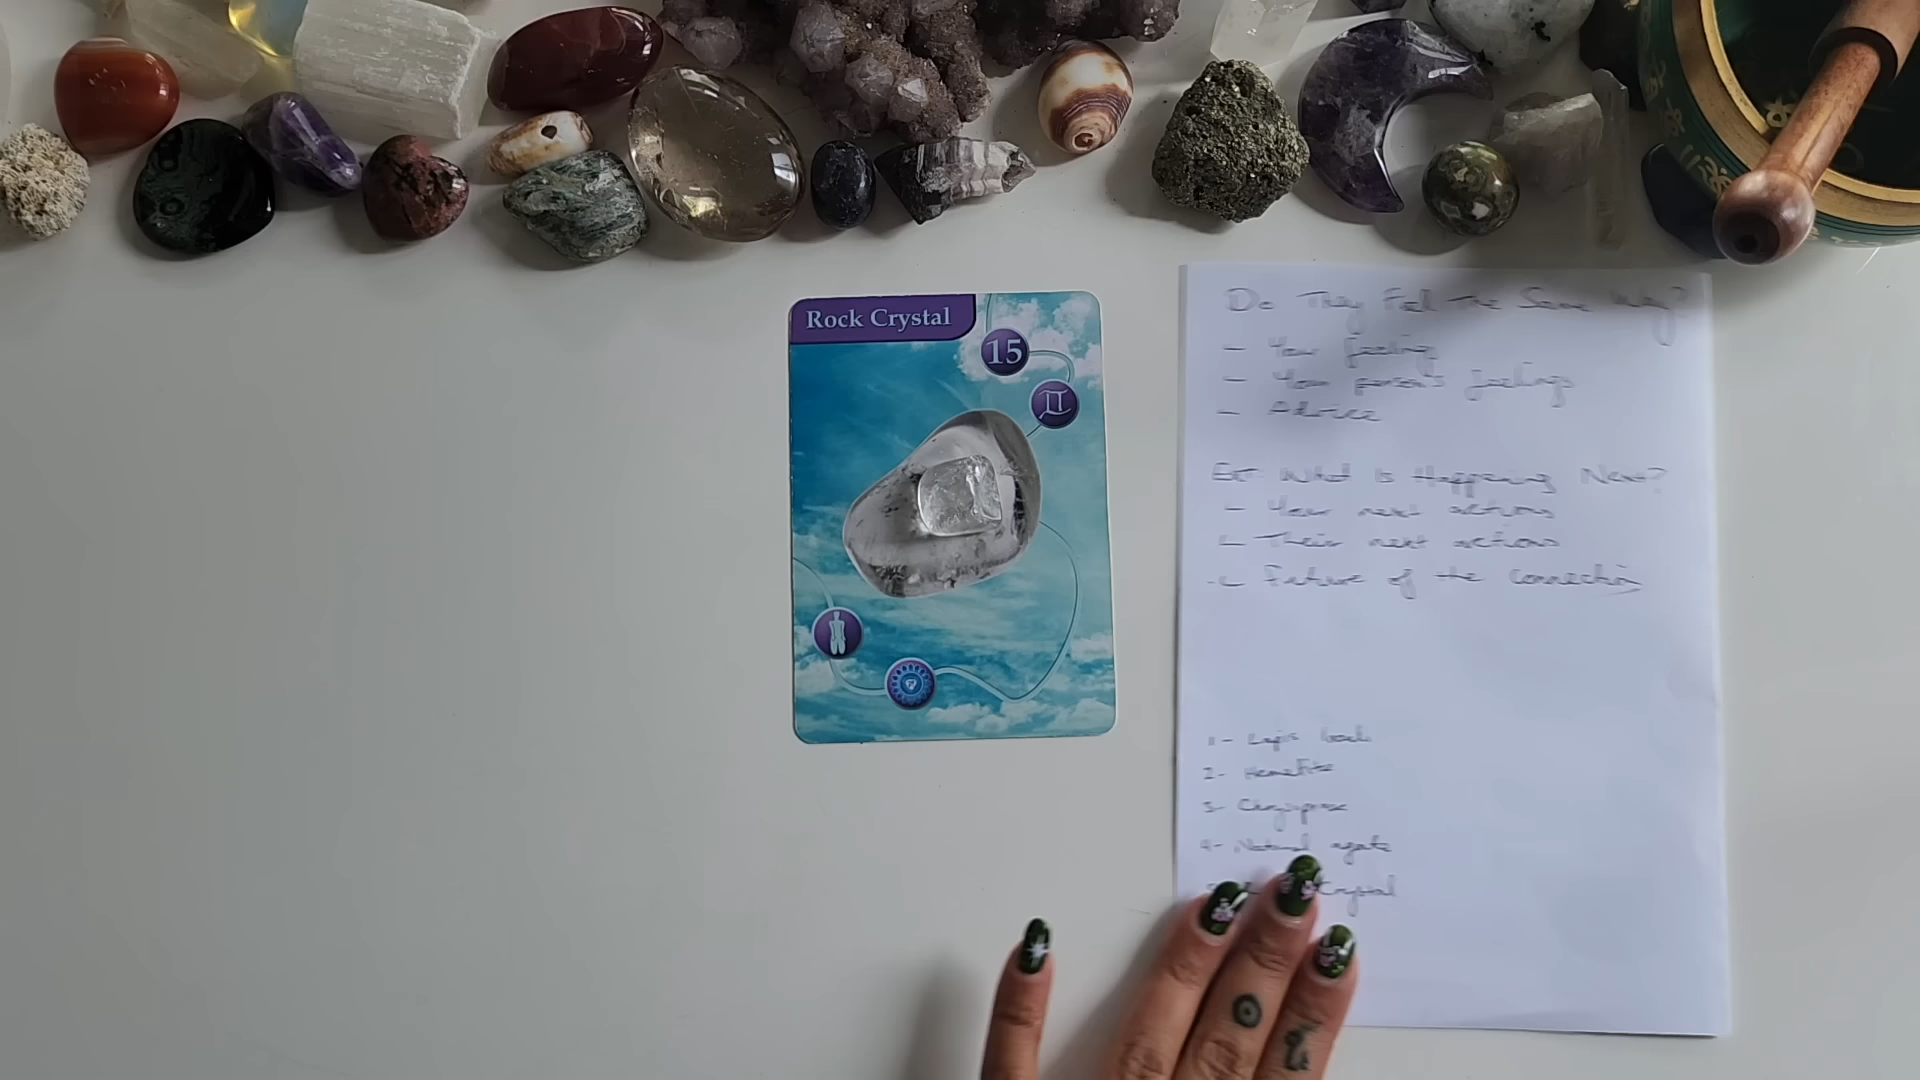 Rock Crystal
15
Do They Feel The Same Way?
- Your feelings
- Your person's feelings
- Advice
Ext: What Is Happening Next?
- Your next actions
- Their next actions
- Future of the connection
1-
2- Hematite
3- Chrysoprase
4- Natural agate
5- Crystal